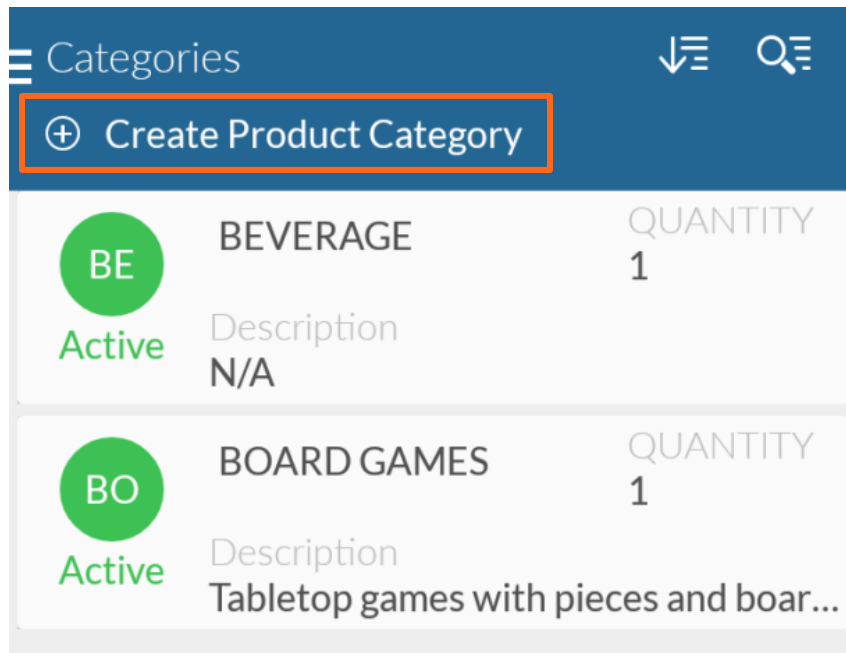 Categories
Create Product Category
BE
BEVERAGE
QUANTITY
1
Active
Description
N/A
BO
BOARD GAMES
QUANTITY
1
Active
Description
Tabletop games with pieces and boar...